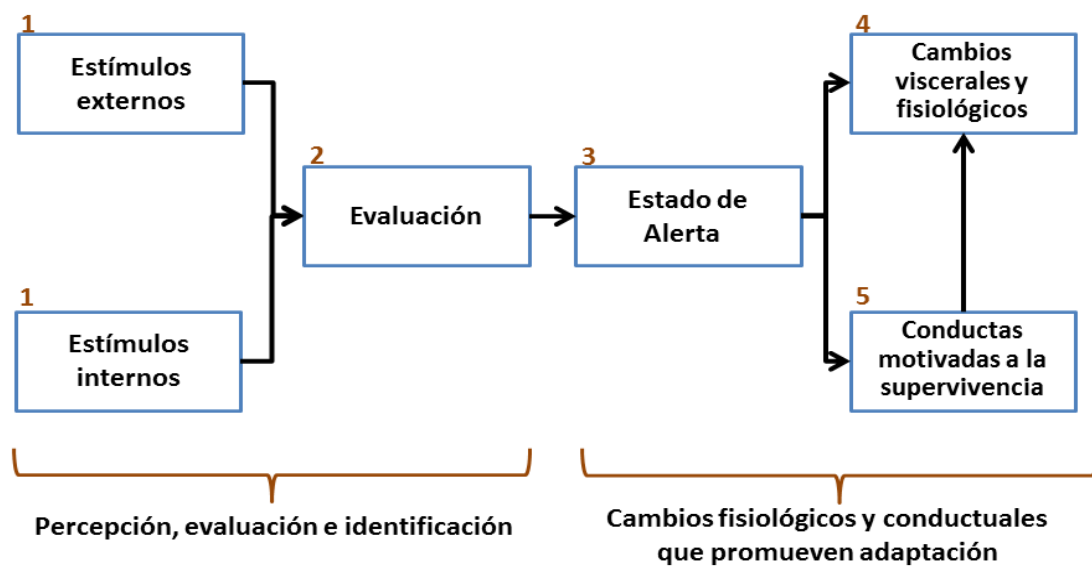 1
Estímulos
externos
1
Estímulos
internos
2
Evaluación
3
Estado de
Alerta
4
Cambios
viscerales y
fisiológicos
5
Conductas
motivadas a la
supervivencia
Percepción, evaluación e identificación
Cambios fisiológicos y conductuales
que promueven adaptación